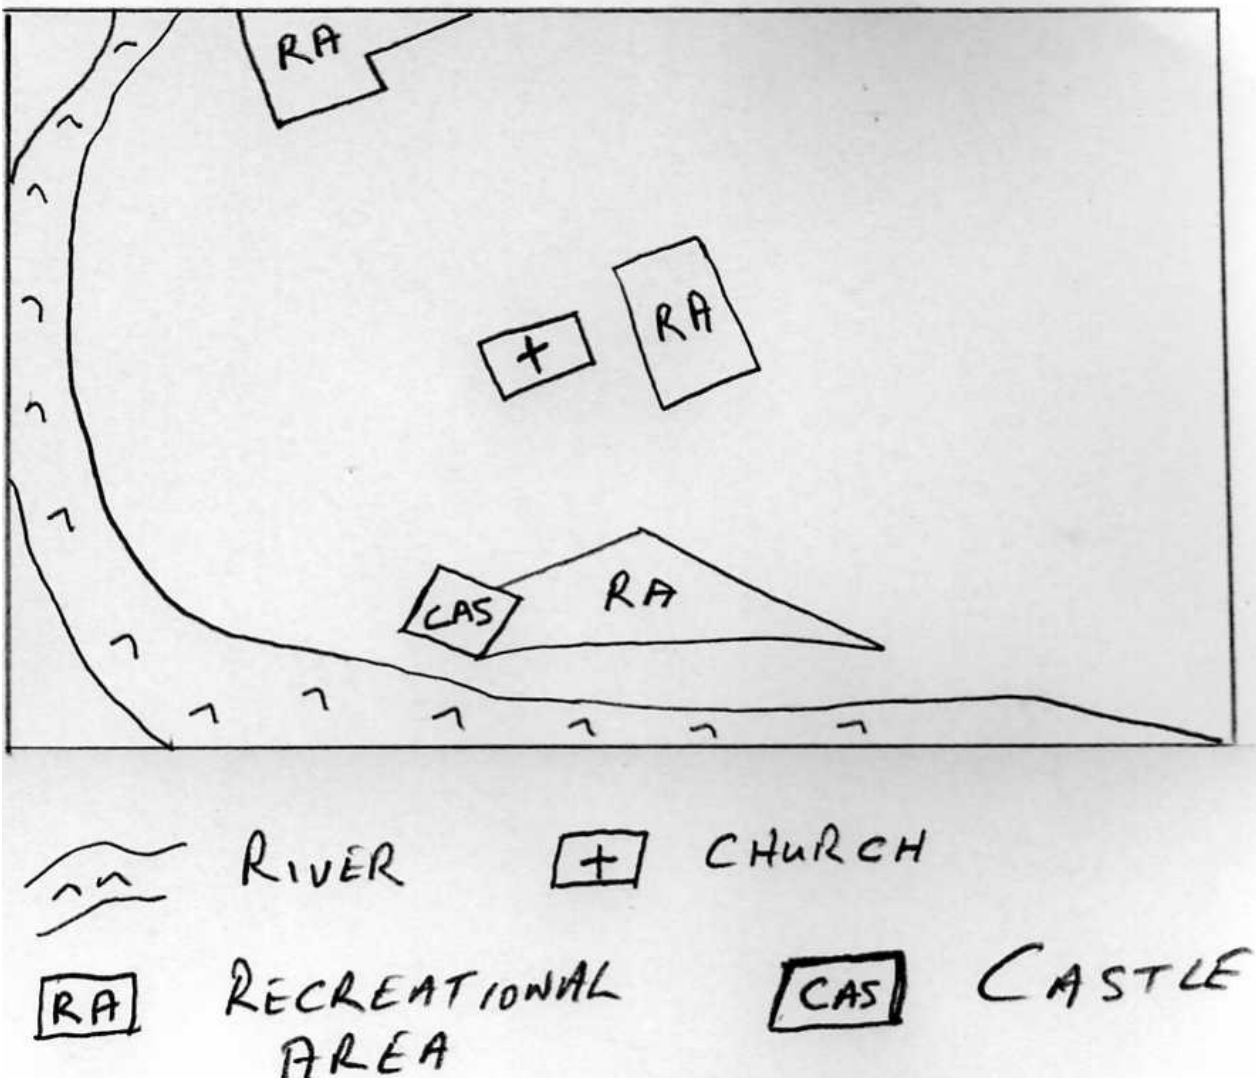 RA
RA
+
CAS
RA
RIVER
+ CHURCH
RA RECREATIONAL
AREA
CAS CASTLE